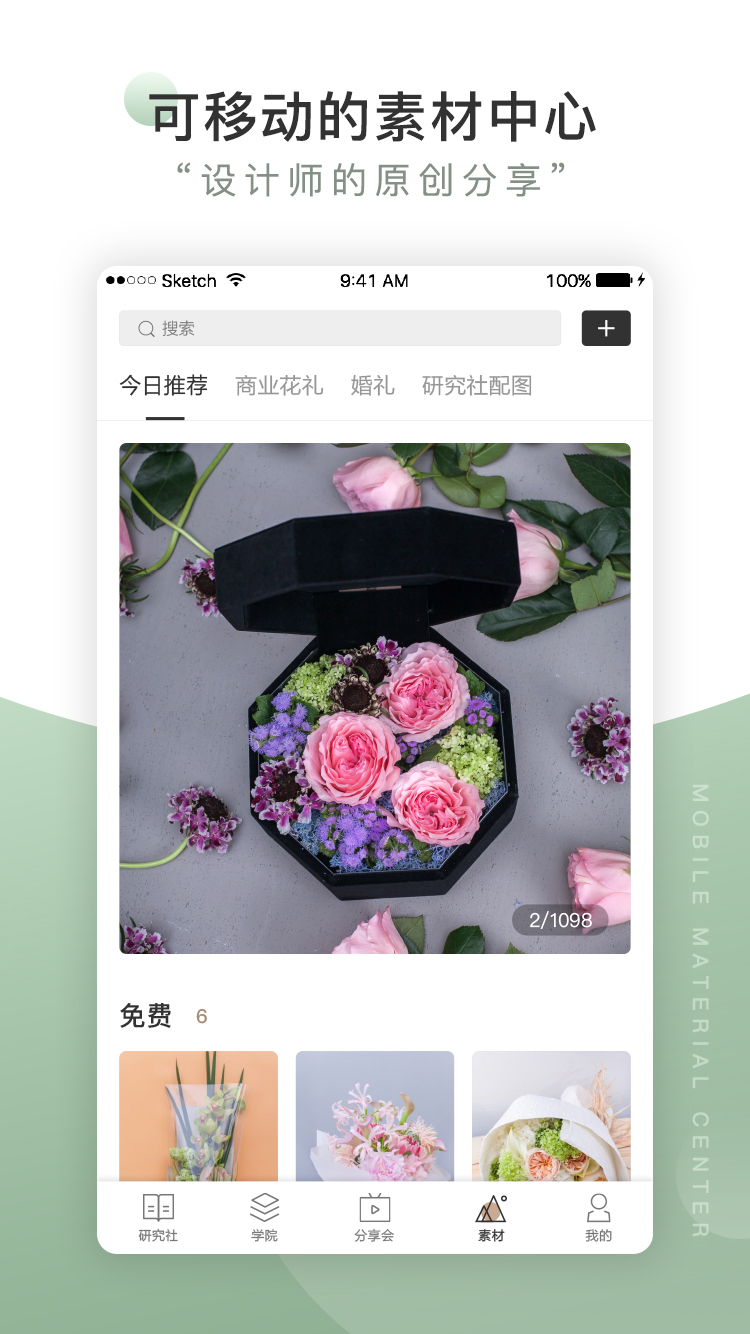 可移动的素材中心
“设计师的原创分享”
Sketch 9:41 AM 100%
搜索
今日推荐 商业花礼 婚礼 研究社配图
2/1098
免费 6
MOBILE MATERIAL CENTER
研究社 学院 分享会 素材 我的